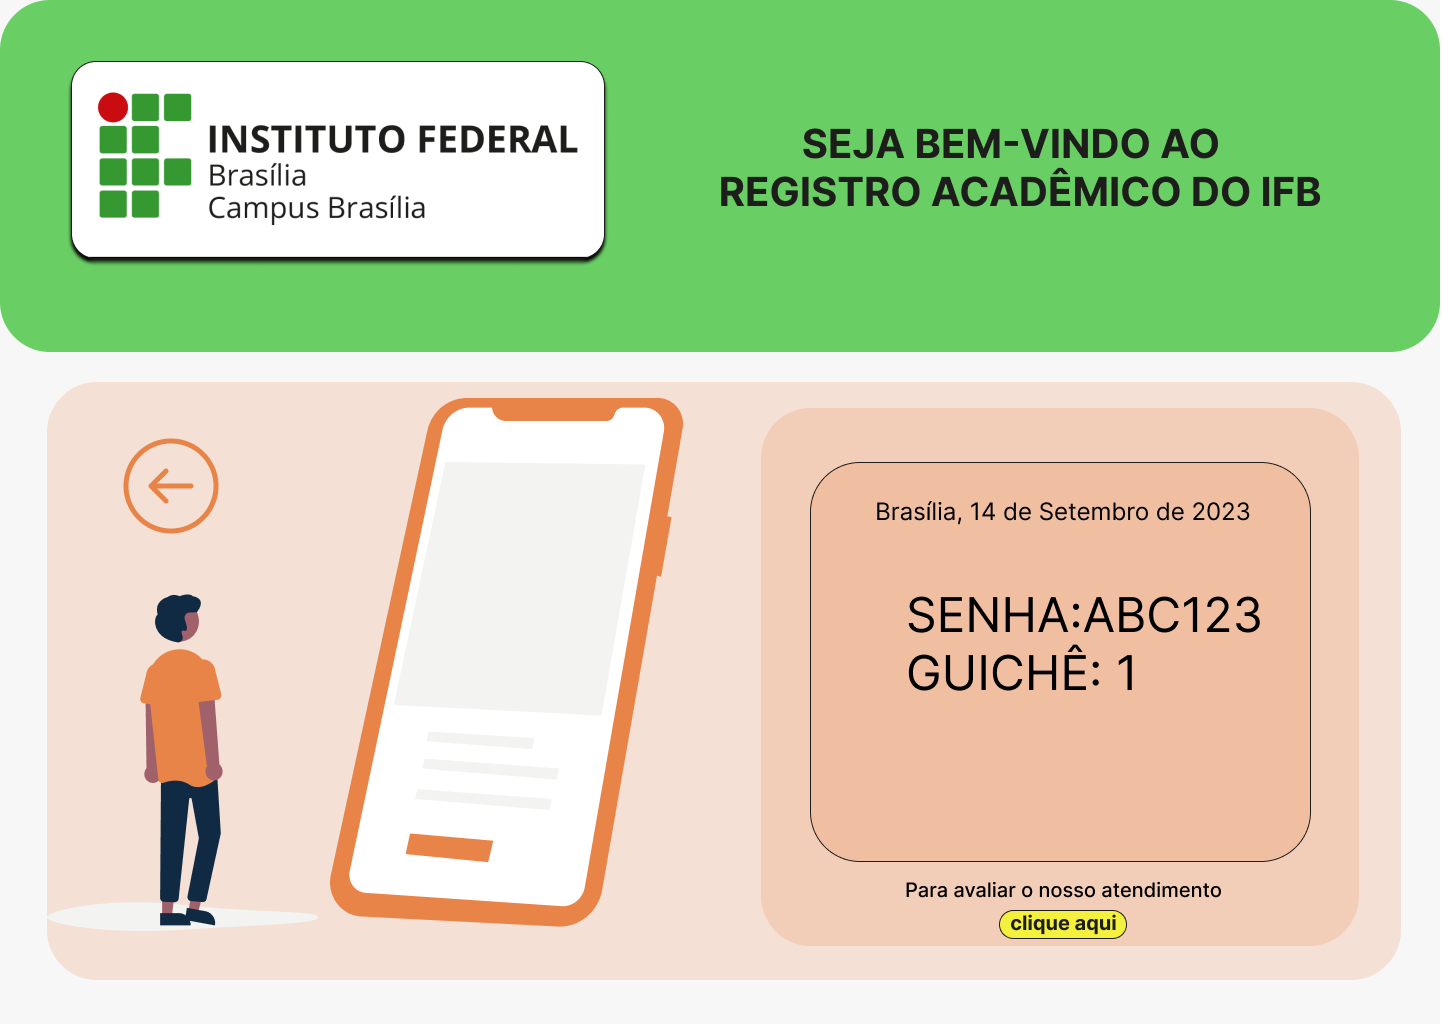 INSTITUTO FEDERAL
Brasília
Campus Brasília
SEJA BEM-VINDO AO
REGISTRO ACADÊMICO DO IFB
Brasília, 14 de Setembro de 2023
SENHA:ABC123
GUICHÊ: 1
Para avaliar o nosso atendimento
clique aqui